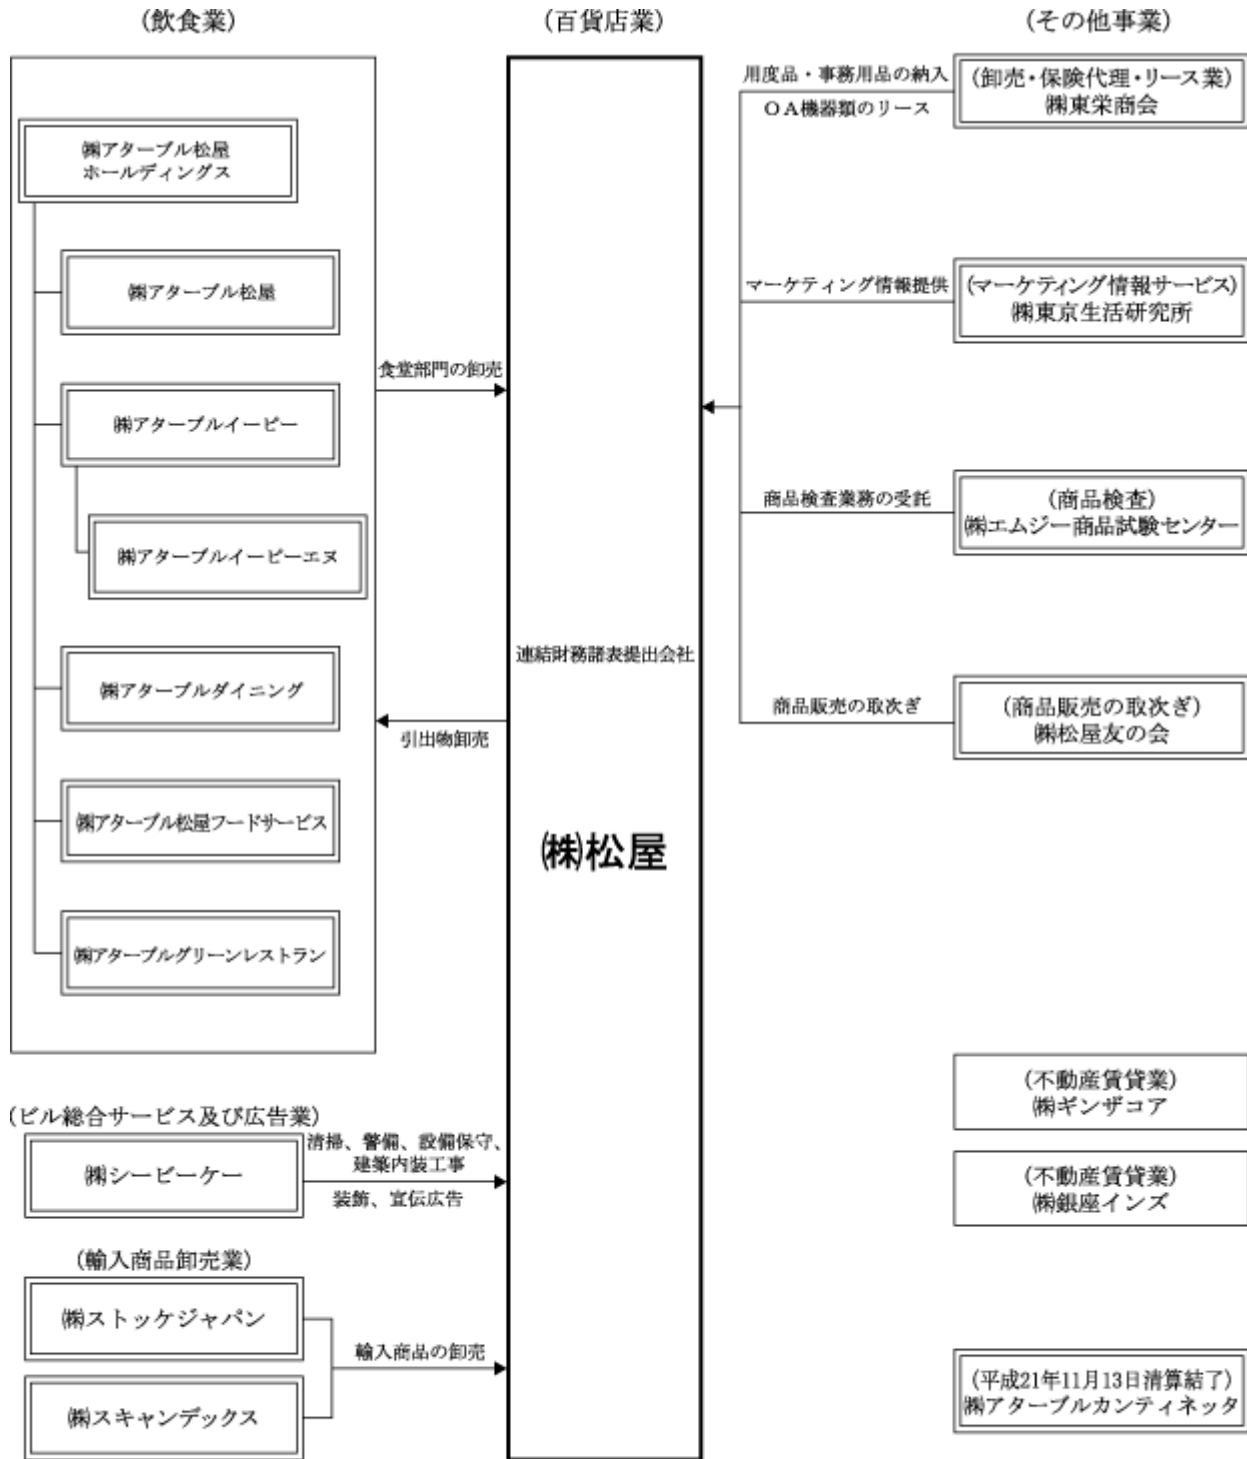 (飲食業)
㈱アターブル松屋
ホールディングス
㈱アターブル松屋
㈱アターブルイーピー
㈱アターブルイーピーエヌ
㈱アターブルダイニング
㈱アターブル松屋フードサービス
㈱アターブルグリーンレストラン
食堂部門の卸売
引出物卸売
(ビル総合サービス及び広告業)
㈱シービーケー
清掃、警備、設備保守、
建築内装工事
装飾、宣伝広告
(輸入商品卸売業)
㈱ストッケジャパン
㈱スキャンデックス
輸入商品の卸売
(百貨店業)
連結財務諸表提出会社
㈱松屋
(その他事業)
用度品・事務用品の納入
ＯＡ機器類のリース
(卸売・保険代理・リース業)
㈱東栄商会
マーケティング情報提供
(マーケティング情報サービス)
㈱東京生活研究所
商品検査業務の受託
(商品検査)
㈱エムジー商品試験センター
商品販売の取次ぎ
(商品販売の取次ぎ)
㈱松屋友の会
(不動産賃貸業)
㈱ギンザコア
(不動産賃貸業)
㈱銀座インズ
(平成21年11月13日清算結了)
㈱アターブルカンティネッタ